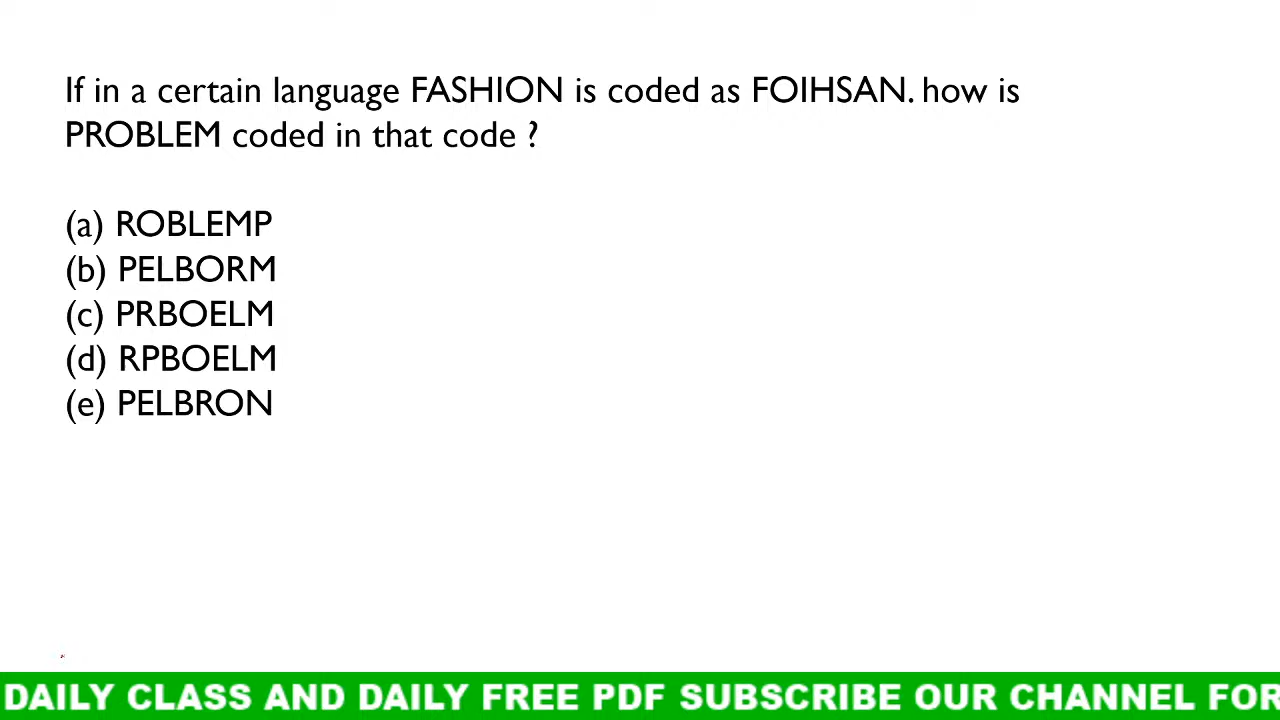 If in a certain language FASHION is coded as FOIHSAN. how is
PROBLEM coded in that code ?
(a) ROBLEMP
(b) PELBORM
(c) PRBOELM
(d) RPBOELM
(e) PELBRON
DAILY CLASS AND DAILY FREE PDF SUBSCRIBE OUR CHANNEL FOR